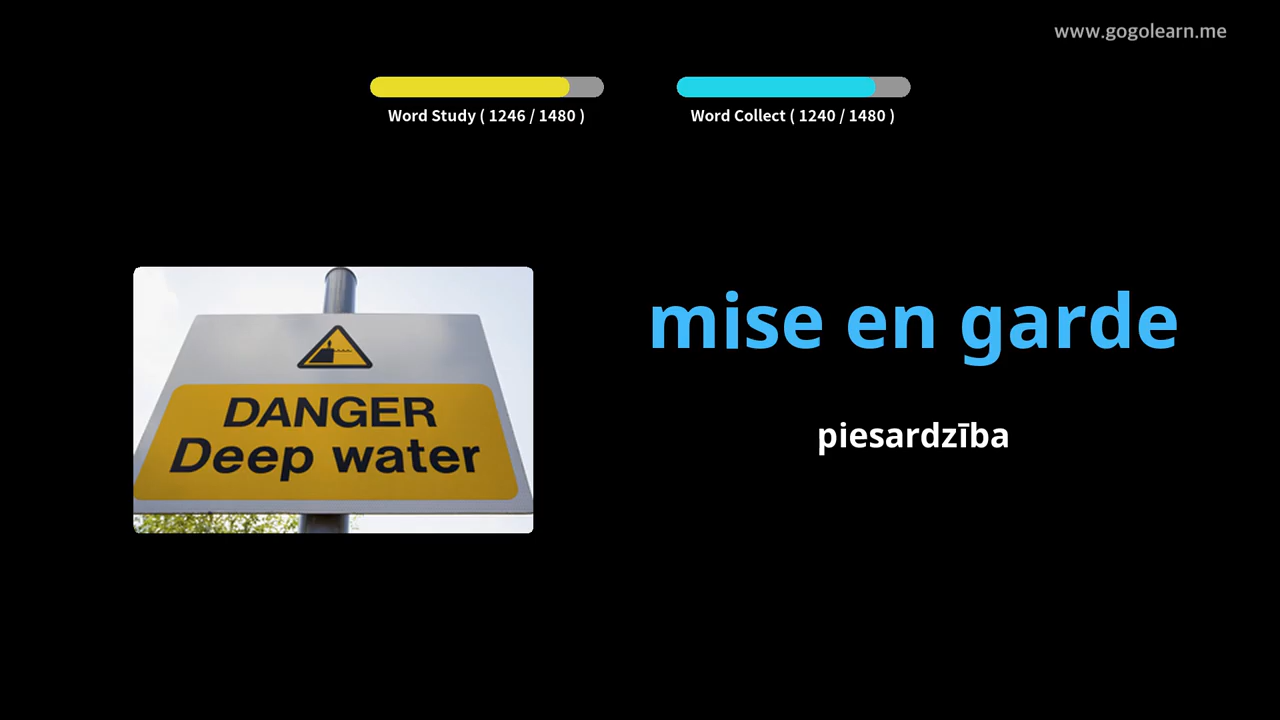 www.gogolearn.me
Word Study ( 1246 / 1480 )
Word Collect ( 1240 / 1480 )
DANGER
Deep water
mise en garde
piesardzība